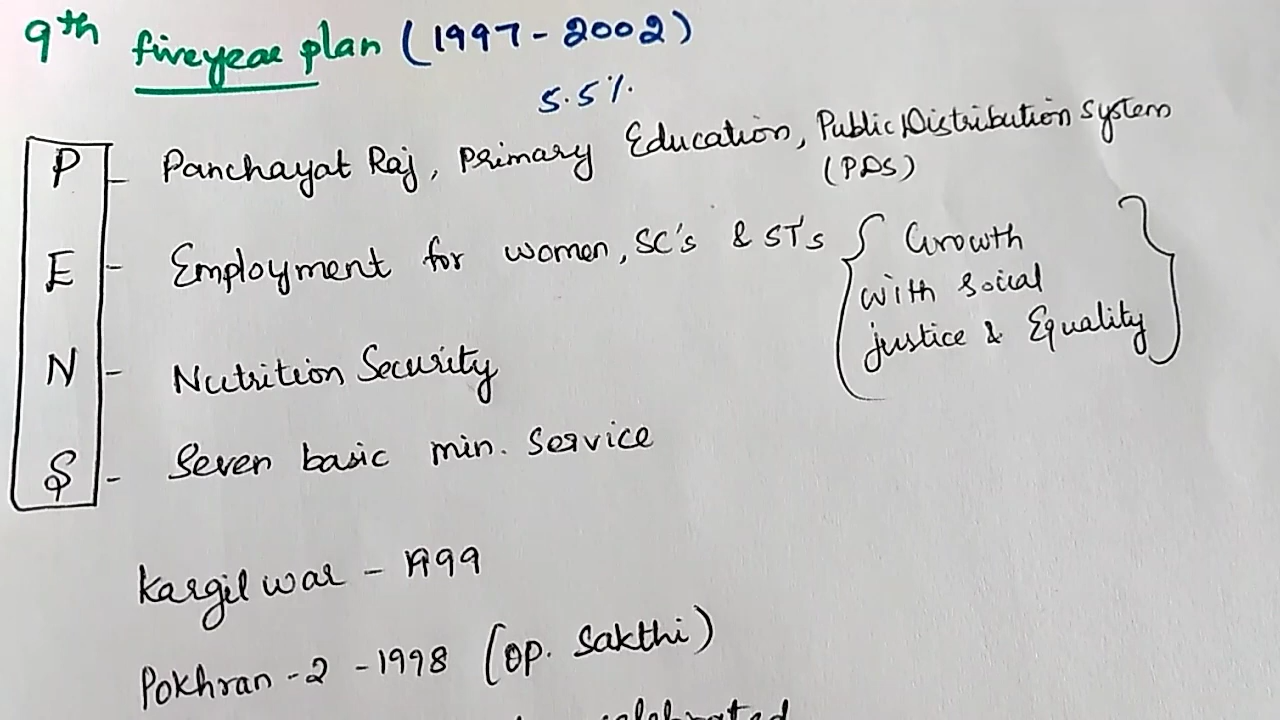 9th fiveyear plan (1997-2002)
5.5%
P - Panchayat Raj, Primary Education, Public Distribution System (PDS)
E - Employment for women, SC's & ST's { Growth with social justice & Equality }
N - Nutrition Security
S - Seven basic min. Service
Kargil war - 1999
Pokhran-2 - 1998 (Op. Sakthi)
celebrated